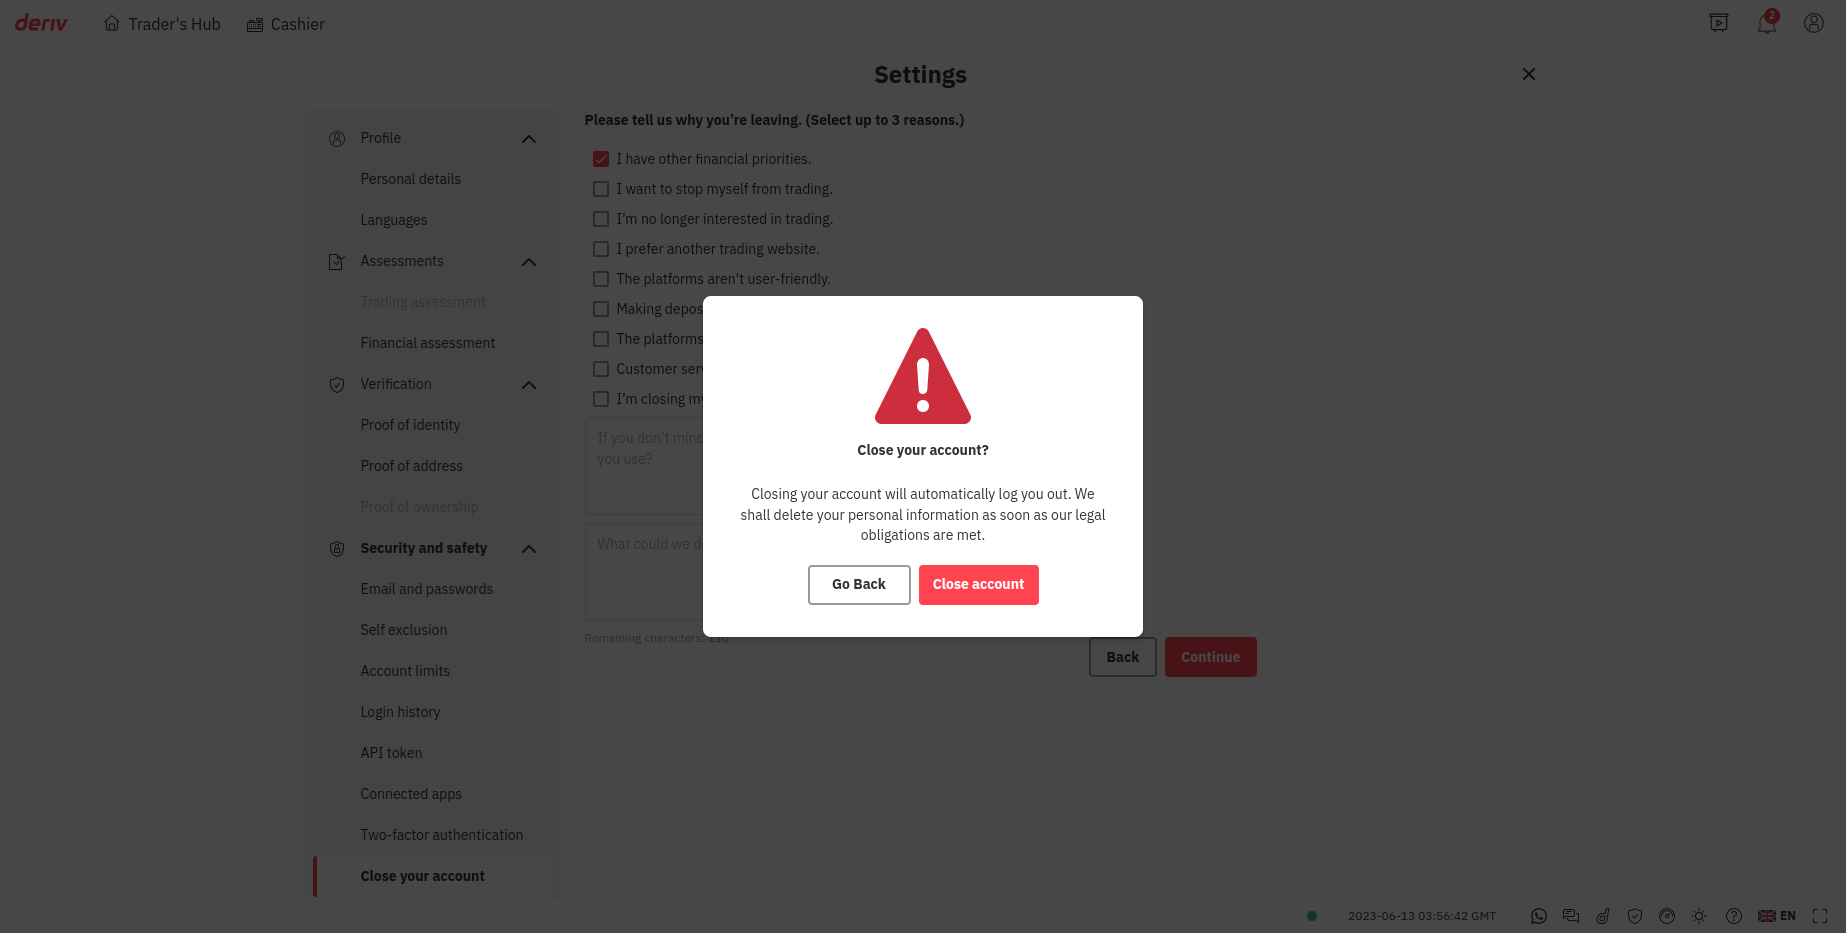 deriv
Trader's Hub
Cashier
2
Settings
Profile
Personal details
Languages
Assessments
Trading assessment
Financial assessment
Verification
Proof of identity
Proof of address
Proof of ownership
Security and safety
Email and passwords
Self exclusion
Account limits
Login history
API token
Connected apps
Two-factor authentication
Close your account
Please tell us why you’re leaving. (Select up to 3 reasons.)
I have other financial priorities.
I want to stop myself from trading.
I’m no longer interested in trading.
I prefer another trading website.
The platforms aren’t user-friendly.
Making depos
The platforms
Customer serv
I’m closing my
If you don’t mind
you use?
What could we do
Remaining characters: 110
Back
Continue
Close your account?
Closing your account will automatically log you out. We
shall delete your personal information as soon as our legal
obligations are met.
Go Back
Close account
2023-06-13 03:56:42 GMT
EN